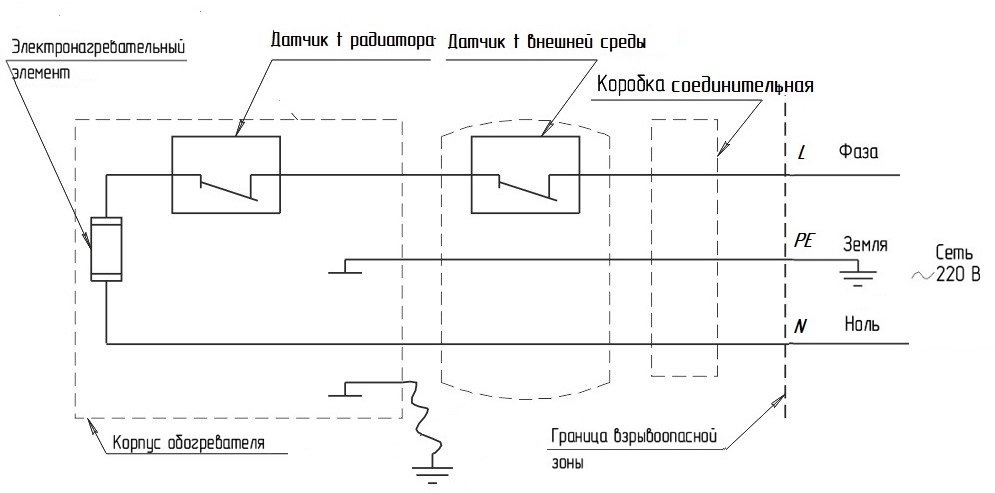 Электронагревательный
элемент
Датчик t радиатора
Датчик t внешней среды
Коробка соединительная
L Фаза
PE Земля
Сеть
~220 В
N Ноль
Корпус обогревателя
Граница взрывоопасной
зоны